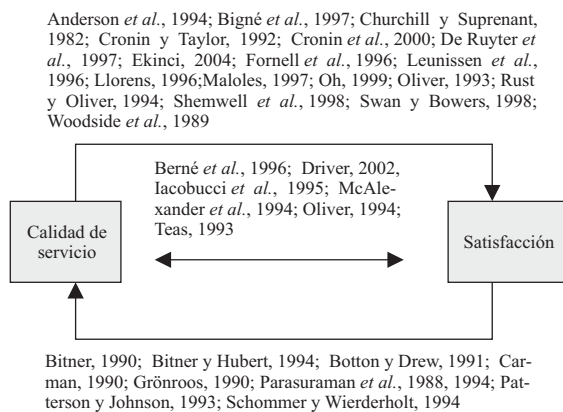 Anderson et al., 1994; Bigné et al., 1997; Churchill y Suprenant,
1982; Cronin y Taylor, 1992; Cronin et al., 2000; De Ruyter et
al., 1997; Ekinci, 2004; Fornell et al., 1996; Leunissen et al.,
1996; Llorens, 1996;Maloles, 1997; Oh, 1999; Oliver, 1993; Rust
y Oliver, 1994; Shemwell et al., 1998; Swan y Bowers, 1998;
Woodside et al., 1989
Berné et al., 1996; Driver, 2002,
Iacobucci et al., 1995; McAle-
xander et al., 1994; Oliver, 1994;
Teas, 1993
Calidad de
servicio
Satisfacción
Bitner, 1990; Bitner y Hubert, 1994; Botton y Drew, 1991; Car-
man, 1990; Grönroos, 1990; Parasuraman et al., 1988, 1994; Pat-
terson y Johnson, 1993; Schommer y Wierderholt, 1994